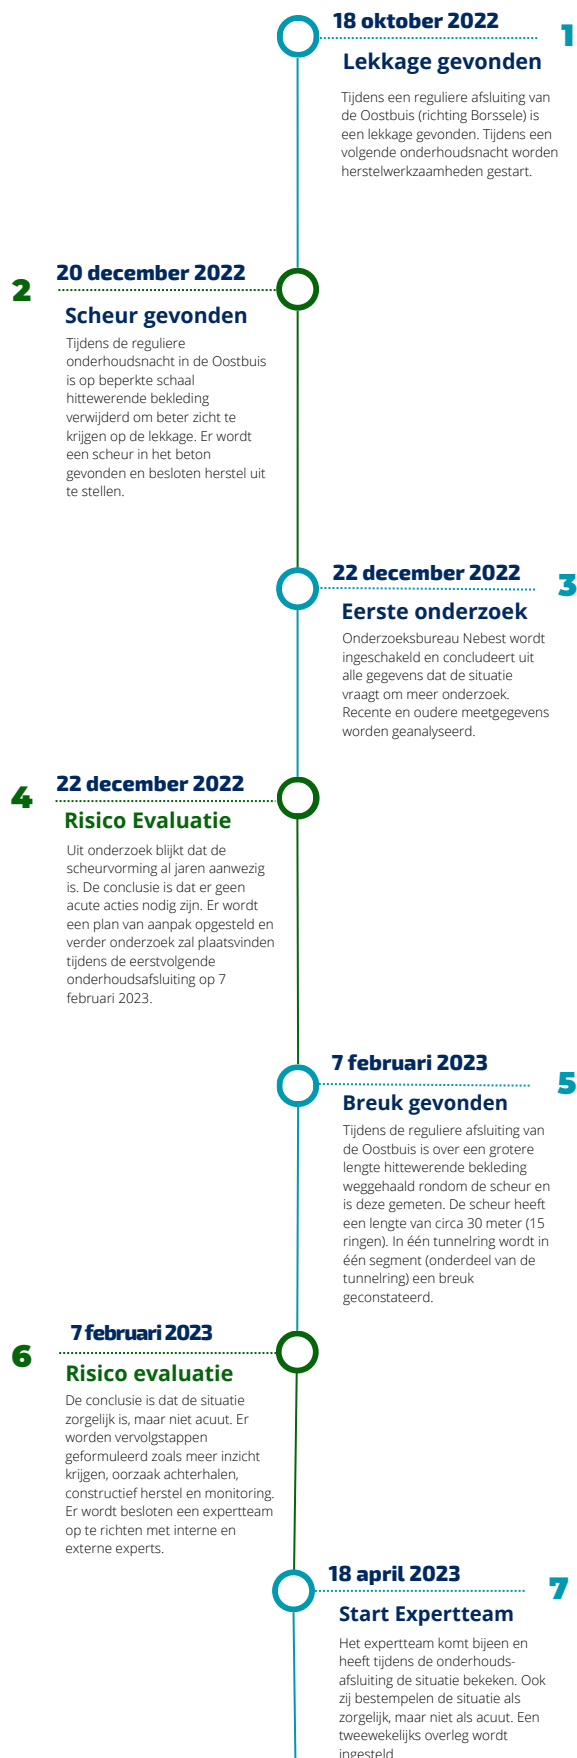 18 oktober 2022
1
Lekkage gevonden
Tijdens een reguliere afsluiting van
de Oostbuis (richting Borssele) is
een lekkage gevonden. Tijdens een
volgende onderhoudsnacht worden
herstelwerkzaamheden gestart.
2
20 december 2022
Scheur gevonden
Tijdens de reguliere
onderhoudsnacht in de Oostbuis
is op beperkte schaal
hittewerende bekleding
verwijderd om beter zicht te
krijgen op de lekkage. Er wordt
een scheur in het beton
gevonden en besloten herstel uit
te stellen.
22 december 2022
3
Eerste onderzoek
Onderzoeksbureau Nebest wordt
ingeschakeld en concludeert uit
alle gegevens dat de situatie
vraagt om meer onderzoek.
Recente en oudere meetgegevens
worden geanalyseerd.
4
22 december 2022
Risico Evaluatie
Uit onderzoek blijkt dat de
scheurvorming al jaren aanwezig
is. De conclusie is dat er geen
acute acties nodig zijn. Er wordt
een plan van aanpak opgesteld en
verder onderzoek zal plaatsvinden
tijdens de eerstvolgende
onderhoudsafsluiting op 7
februari 2023.
7 februari 2023
5
Breuk gevonden
Tijdens de reguliere afsluiting van
de Oostbuis is over een grotere
lengte hittewerende bekleding
weggehaald rondom de scheur en
is deze gemeten. De scheur heeft
een lengte van circa 30 meter (15
ringen). In één tunnelring wordt in
één segment (onderdeel van de
tunnelring) een breuk
geconstateerd.
6
7 februari 2023
Risico evaluatie
De conclusie is dat de situatie
zorgelijk is, maar niet acuut. Er
worden vervolgstappen
geformuleerd zoals meer inzicht
krijgen, oorzaak achterhalen,
constructief herstel en monitoring.
Er wordt besloten een expertteam
op te richten met interne en
externe experts.
18 april 2023
7
Start Expertteam
Het expertteam komt bijeen en
heeft tijdens de onderhouds-
afsluiting de situatie bekeken. Ook
zij bestempelen de situatie als
zorgelijk, maar niet als acuut. Een
tweewekelijks overleg wordt
ingesteld